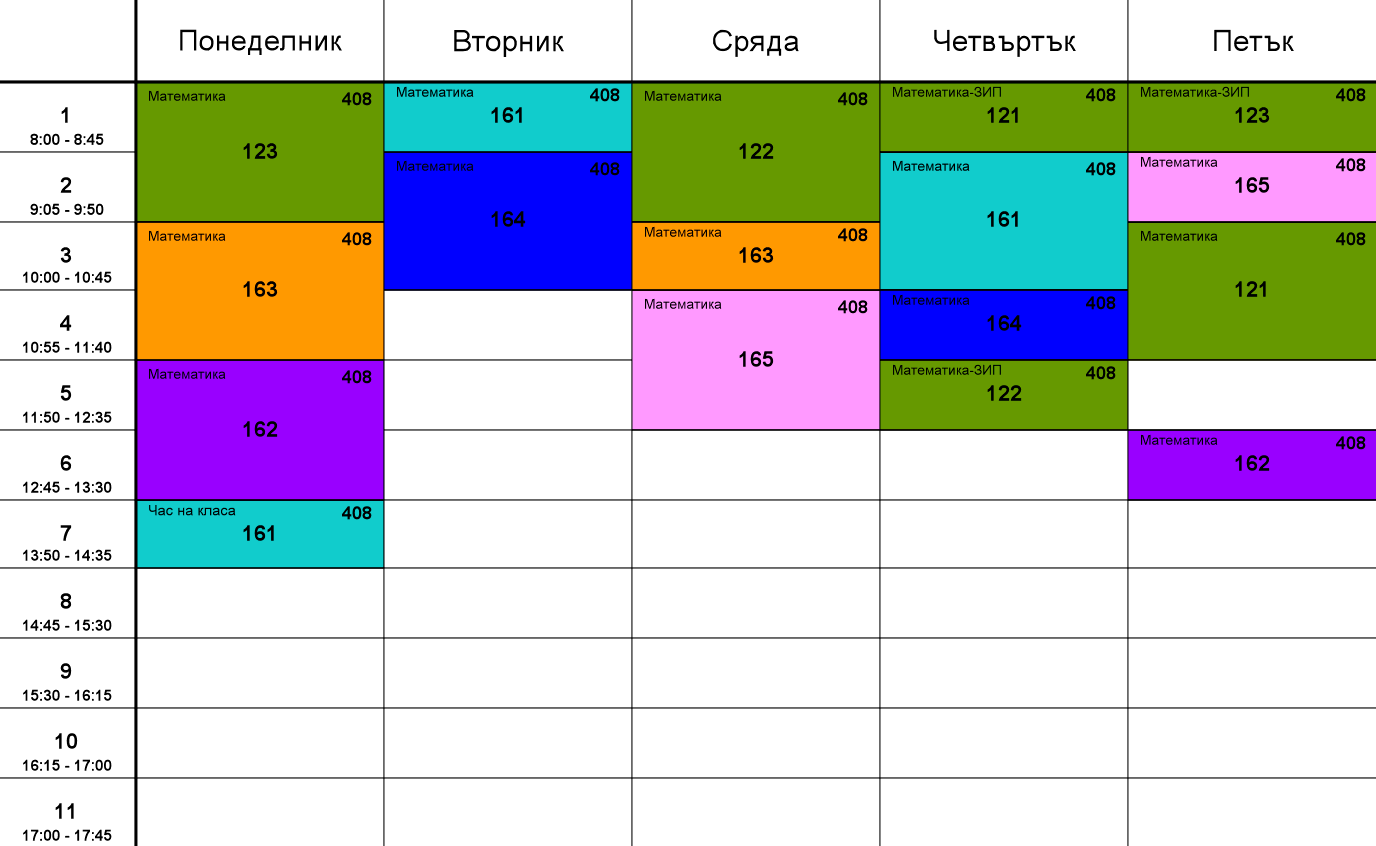 Понеделник Вторник Сряда Четвъртък Петък
1
8:00 - 8:45
Математика 408
123
Математика 408
161
Математика 408
122
Математика-ЗИП 408
121
Математика-ЗИП 408
123
2
9:05 - 9:50
Математика 408
164
Математика 408
161
Математика 408
165
3
10:00 - 10:45
Математика 408
163
Математика 408
163
Математика 408
121
4
10:55 - 11:40
Математика 408
165
Математика 408
164
5
11:50 - 12:35
Математика 408
162
Математика-ЗИП 408
122
6
12:45 - 13:30
Математика 408
162
7
13:50 - 14:35
Час на класа 408
161
8
14:45 - 15:30
9
15:30 - 16:15
10
16:15 - 17:00
11
17:00 - 17:45